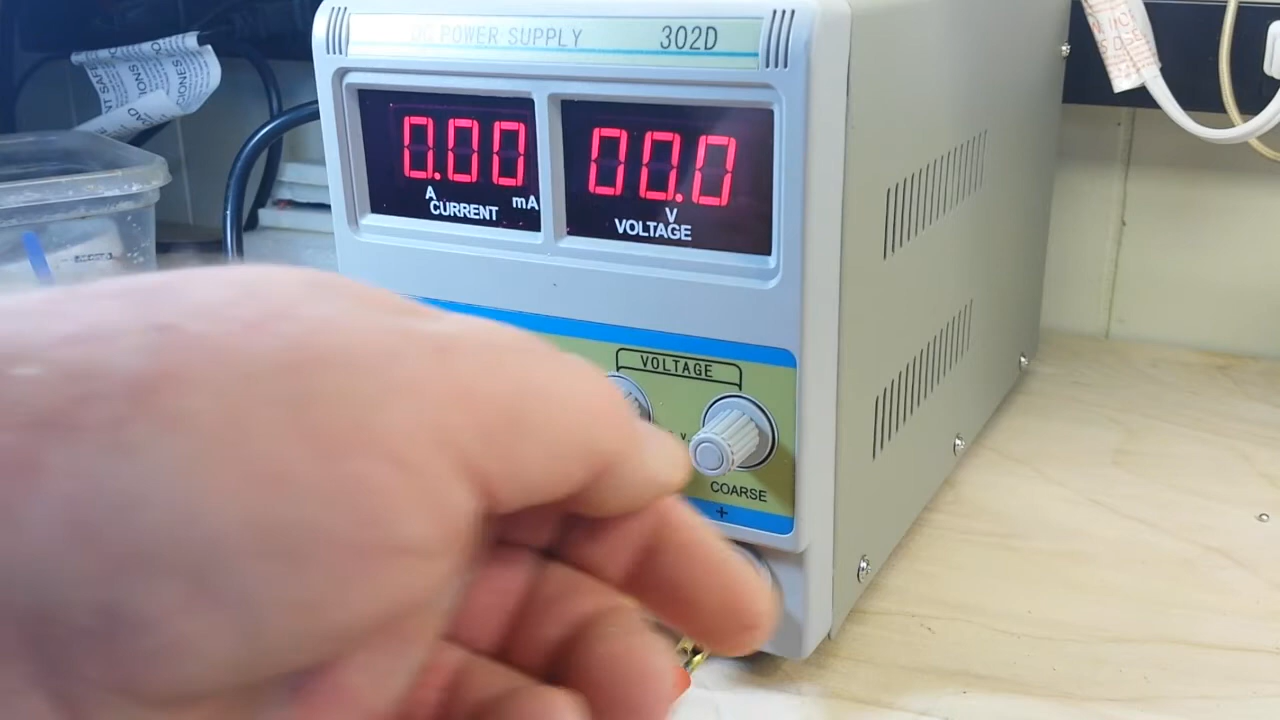 DC POWER SUPPLY 302D
0.00
A
mA
CURRENT
00.0
V
VOLTAGE
VOLTAGE
V
COARSE
+